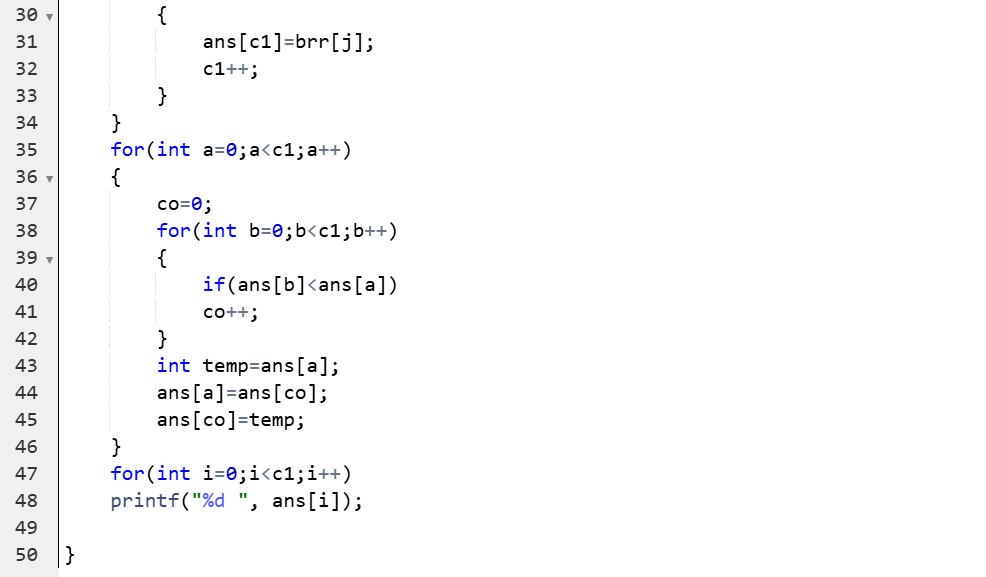 30 {
31 ans[c1]=brr[j];
32 c1++;
33 }
34 }
35 for(int a=0;a<c1;a++)
36 {
37 co=0;
38 for(int b=0;b<c1;b++)
39 {
40 if(ans[b]<ans[a])
41 co++;
42 }
43 int temp=ans[a];
44 ans[a]=ans[co];
45 ans[co]=temp;
46 }
47 for(int i=0;i<c1;i++)
48 printf("%d ", ans[i]);
49
50 }